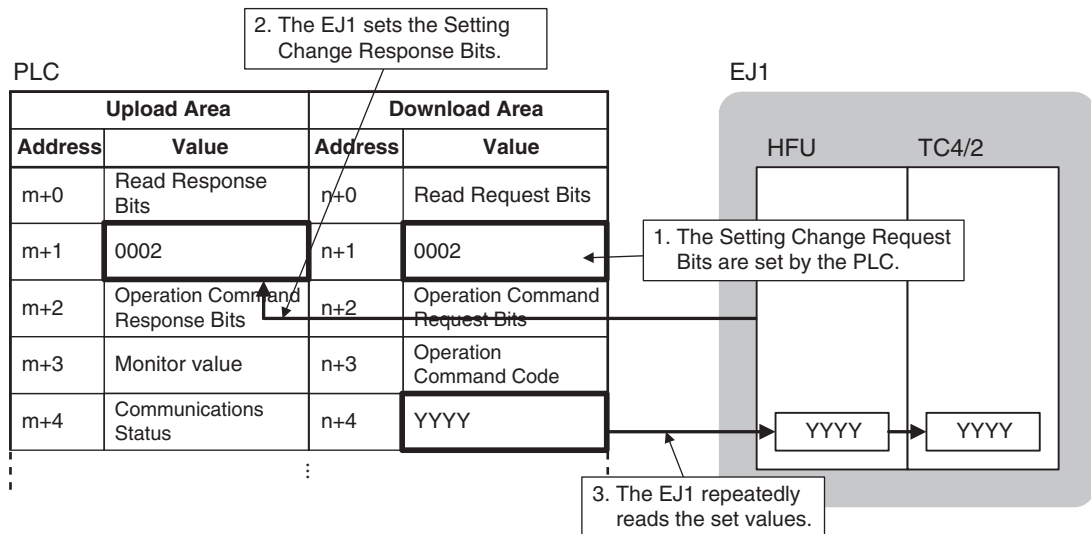 2. The EJ1 sets the Setting
Change Response Bits.
PLC
EJ1
Upload Area Download Area
Address Value Address Value
HFU TC4/2
m+0 Read Response
Bits n+0 Read Request Bits
m+1 0002 n+1 0002
1. The Setting Change Request
Bits are set by the PLC.
m+2 Operation Command
Response Bits n+2 Operation Command
Request Bits
m+3 Monitor value n+3 Operation
Command Code
m+4 Communications
Status n+4 YYYY
YYYY YYYY
3. The EJ1 repeatedly
reads the set values.